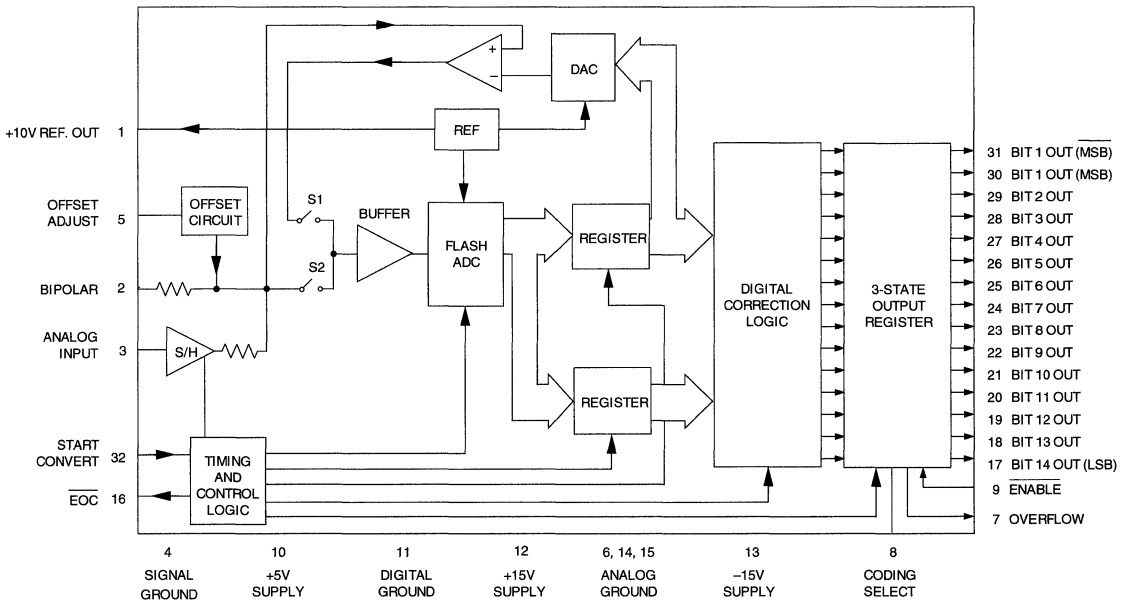 +
−
DAC
+10V REF. OUT 1
REF
OFFSET
ADJUST 5
OFFSET
CIRCUIT
S1
BUFFER
S2
FLASH
ADC
REGISTER
BIPOLAR 2
ANALOG
INPUT 3
S/H
REGISTER
DIGITAL
CORRECTION
LOGIC
3-STATE
OUTPUT
REGISTER
START
CONVERT 32
EOC 16
TIMING
AND
CONTROL
LOGIC
31 BIT 1 OUT (MSB)
30 BIT 1 OUT (MSB)
29 BIT 2 OUT
28 BIT 3 OUT
27 BIT 4 OUT
26 BIT 5 OUT
25 BIT 6 OUT
24 BIT 7 OUT
23 BIT 8 OUT
22 BIT 9 OUT
21 BIT 10 OUT
20 BIT 11 OUT
19 BIT 12 OUT
18 BIT 13 OUT
17 BIT 14 OUT (LSB)
9 ENABLE
7 OVERFLOW
4
SIGNAL
GROUND
10
+5V
SUPPLY
11
DIGITAL
GROUND
12
+15V
SUPPLY
6, 14, 15
ANALOG
GROUND
13
−15V
SUPPLY
8
CODING
SELECT